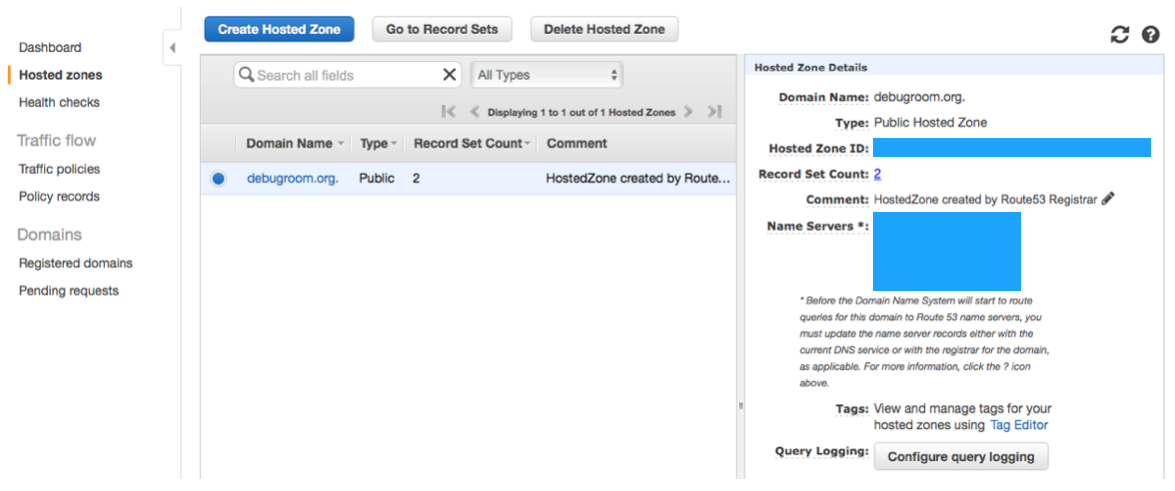 Create Hosted Zone
Go to Record Sets
Delete Hosted Zone
Dashboard
Hosted zones
Health checks
Traffic flow
Traffic policies
Policy records
Domains
Registered domains
Pending requests
Search all fields
All Types
Displaying 1 to 1 out of 1 Hosted Zones
Domain Name Type Record Set Count Comment
debugroom.org. Public 2 HostedZone created by Route...
Hosted Zone Details
Domain Name: debugroom.org.
Type: Public Hosted Zone
Hosted Zone ID:
Record Set Count: 2
Comment: HostedZone created by Route53 Registrar
Name Servers *:
* Before the Domain Name System will start to route
queries for this domain to Route 53 name servers, you
must update the name server records either with the
current DNS service or with the registrar for the domain,
as applicable. For more information, click the ? icon
above.
Tags: View and manage tags for your
hosted zones using Tag Editor
Query Logging: Configure query logging